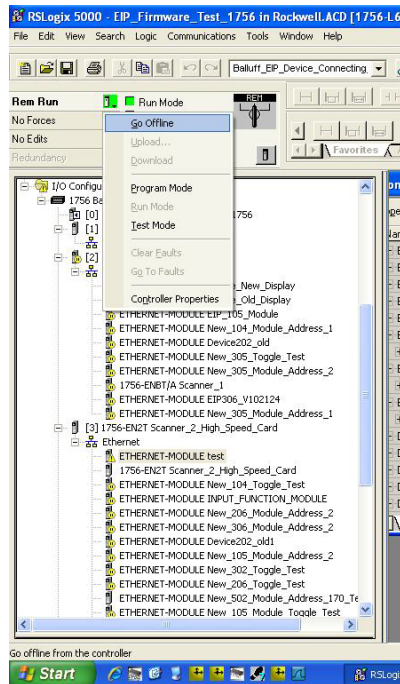 RSLogix 5000 - EIP_Firmware_Test_1756 in Rockwell.ACD [1756-L6
File Edit View Search Logic Communications Tools Window Help
Balluff_EIP_Device_Connecting
Rem Run
Run Mode
REM
No Forces
Go Offline
No Edits
Upload...
Redundancy
Download
Favorites
Program Mode
Run Mode
Test Mode
Clear Faults
Go To Faults
Controller Properties
I/O Configu
1756 Ba
[0]
1756
[1]
[2]
_New_Display
_Old_Display
ETHERNET-MODULE EIP_105_Module
ETHERNET-MODULE New_104_Module_Address_1
ETHERNET-MODULE Device202_old
ETHERNET-MODULE New_305_Toggle_Test
ETHERNET-MODULE New_305_Module_Address_2
1756-ENBT/A Scanner_1
ETHERNET-MODULE EIP306_V102124
ETHERNET-MODULE New_305_Module_Address_1
[3] 1756-EN2T Scanner_2_High_Speed_Card
Ethernet
ETHERNET-MODULE test
1756-EN2T Scanner_2_High_Speed_Card
ETHERNET-MODULE New_104_Toggle_Test
ETHERNET-MODULE INPUT_FUNCTION_MODULE
ETHERNET-MODULE New_206_Module_Address_2
ETHERNET-MODULE New_306_Module_Address_2
ETHERNET-MODULE Device202_old1
ETHERNET-MODULE New_105_Module_Address_2
ETHERNET-MODULE New_302_Toggle_Test
ETHERNET-MODULE New_206_Toggle_Test
ETHERNET-MODULE New_502_Module_Address_170_Te
ETHERNET-MODULE New_105_Module_Toggle_Test
Go offline from the controller
Start
RSLogi